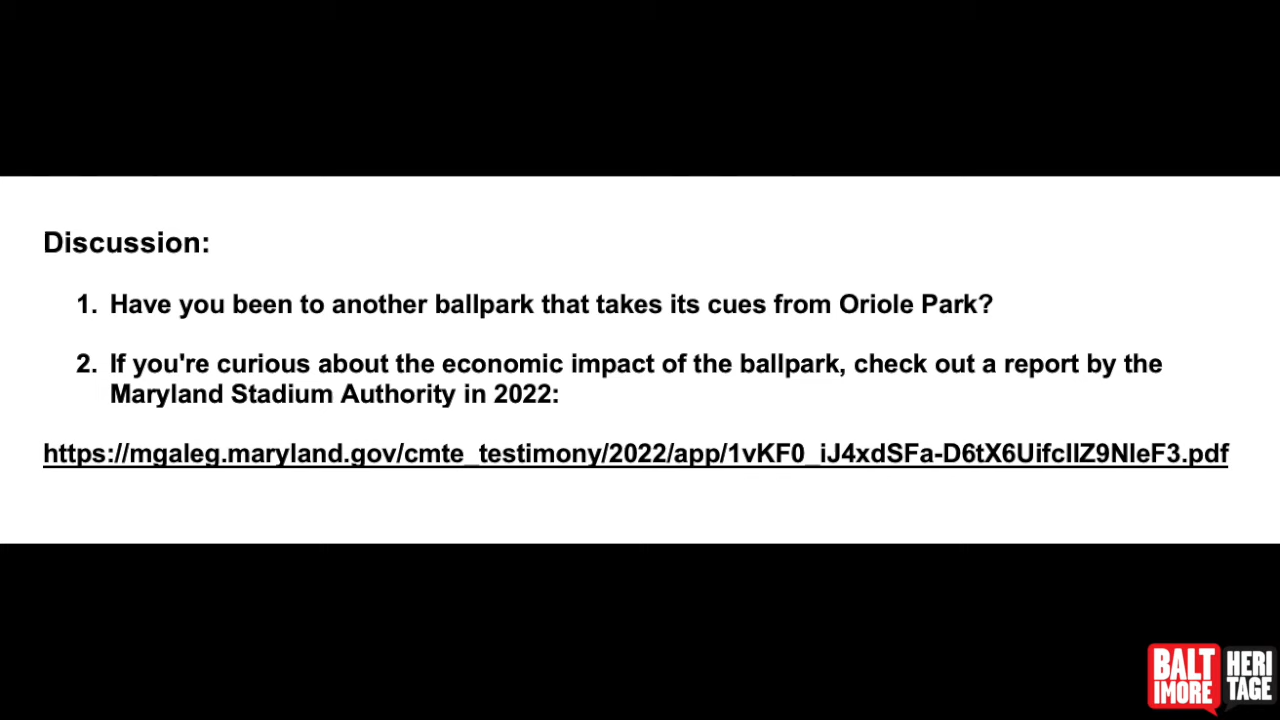 Discussion:
1. Have you been to another ballpark that takes its cues from Oriole Park?
2. If you're curious about the economic impact of the ballpark, check out a report by the
Maryland Stadium Authority in 2022:
https://mgaleg.maryland.gov/cmte_testimony/2022/app/1vKF0_iJ4xdSFa-D6tX6UifcIlZ9NleF3.pdf
BALT
IMORE
HERI
TAGE